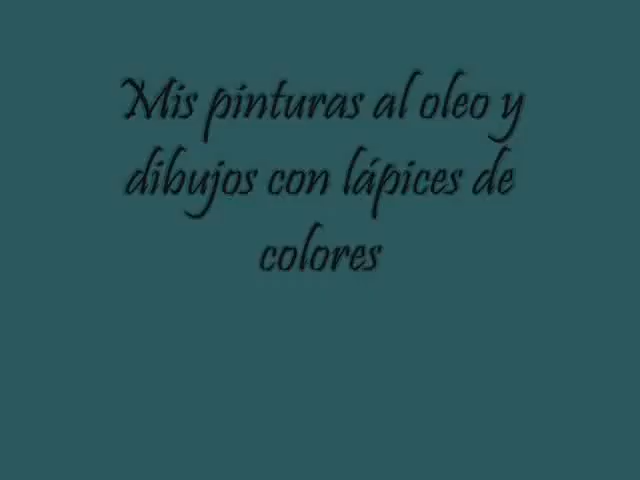 Mis pinturas al oleo y
dibujos con lápices de
colores